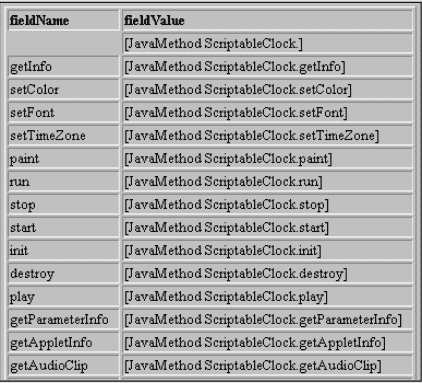 fieldName fieldValue
[JavaMethod ScriptableClock.]
getInfo [JavaMethod ScriptableClock.getInfo]
setColor [JavaMethod ScriptableClock.setColor]
setFont [JavaMethod ScriptableClock.setFont]
setTimeZone [JavaMethod ScriptableClock.setTimeZone]
paint [JavaMethod ScriptableClock.paint]
run [JavaMethod ScriptableClock.run]
stop [JavaMethod ScriptableClock.stop]
start [JavaMethod ScriptableClock.start]
init [JavaMethod ScriptableClock.init]
destroy [JavaMethod ScriptableClock.destroy]
play [JavaMethod ScriptableClock.play]
getParameterInfo [JavaMethod ScriptableClock.getParameterInfo]
getAppletInfo [JavaMethod ScriptableClock.getAppletInfo]
getAudioClip [JavaMethod ScriptableClock.getAudioClip]